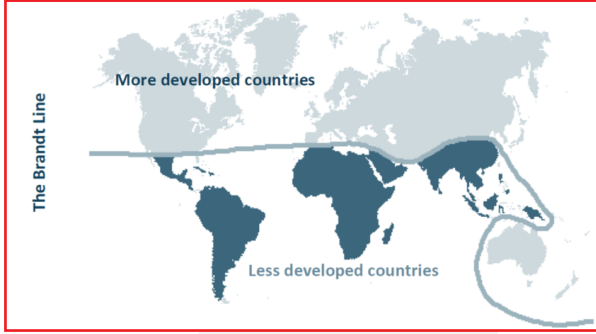 The Brandt Line
More developed countries
Less developed countries